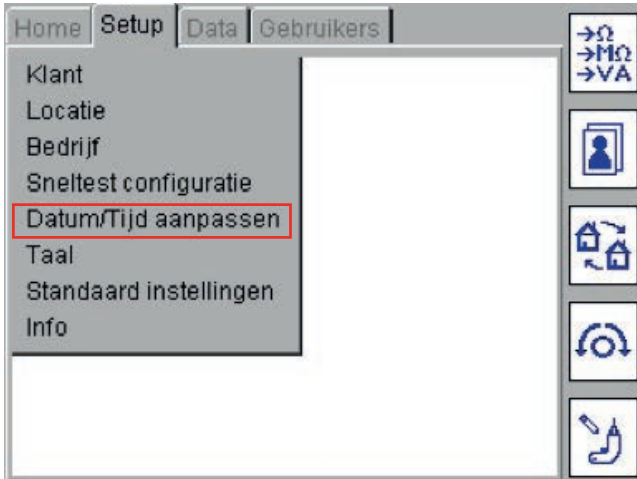 Home Setup Data Gebruikers
Klant
Locatie
Bedrijf
Sneltest configuratie
Datum/Tijd aanpassen
Taal
Standaard instellingen
Info
→Ω
→MΩ
→VA